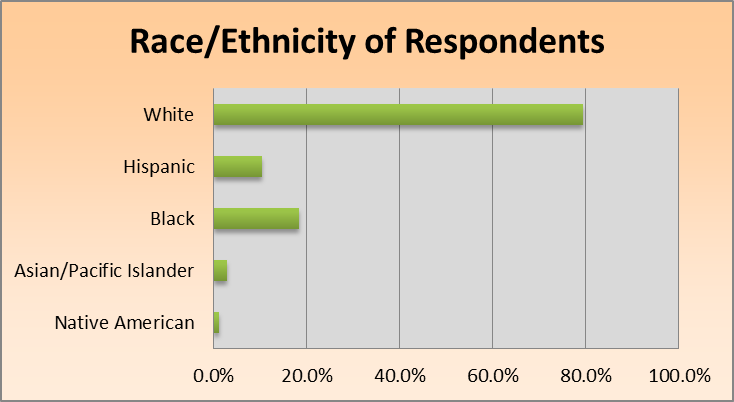 Race/Ethnicity of Respondents
White
Hispanic
Black
Asian/Pacific Islander
Native American
0.0% 20.0% 40.0% 60.0% 80.0% 100.0%